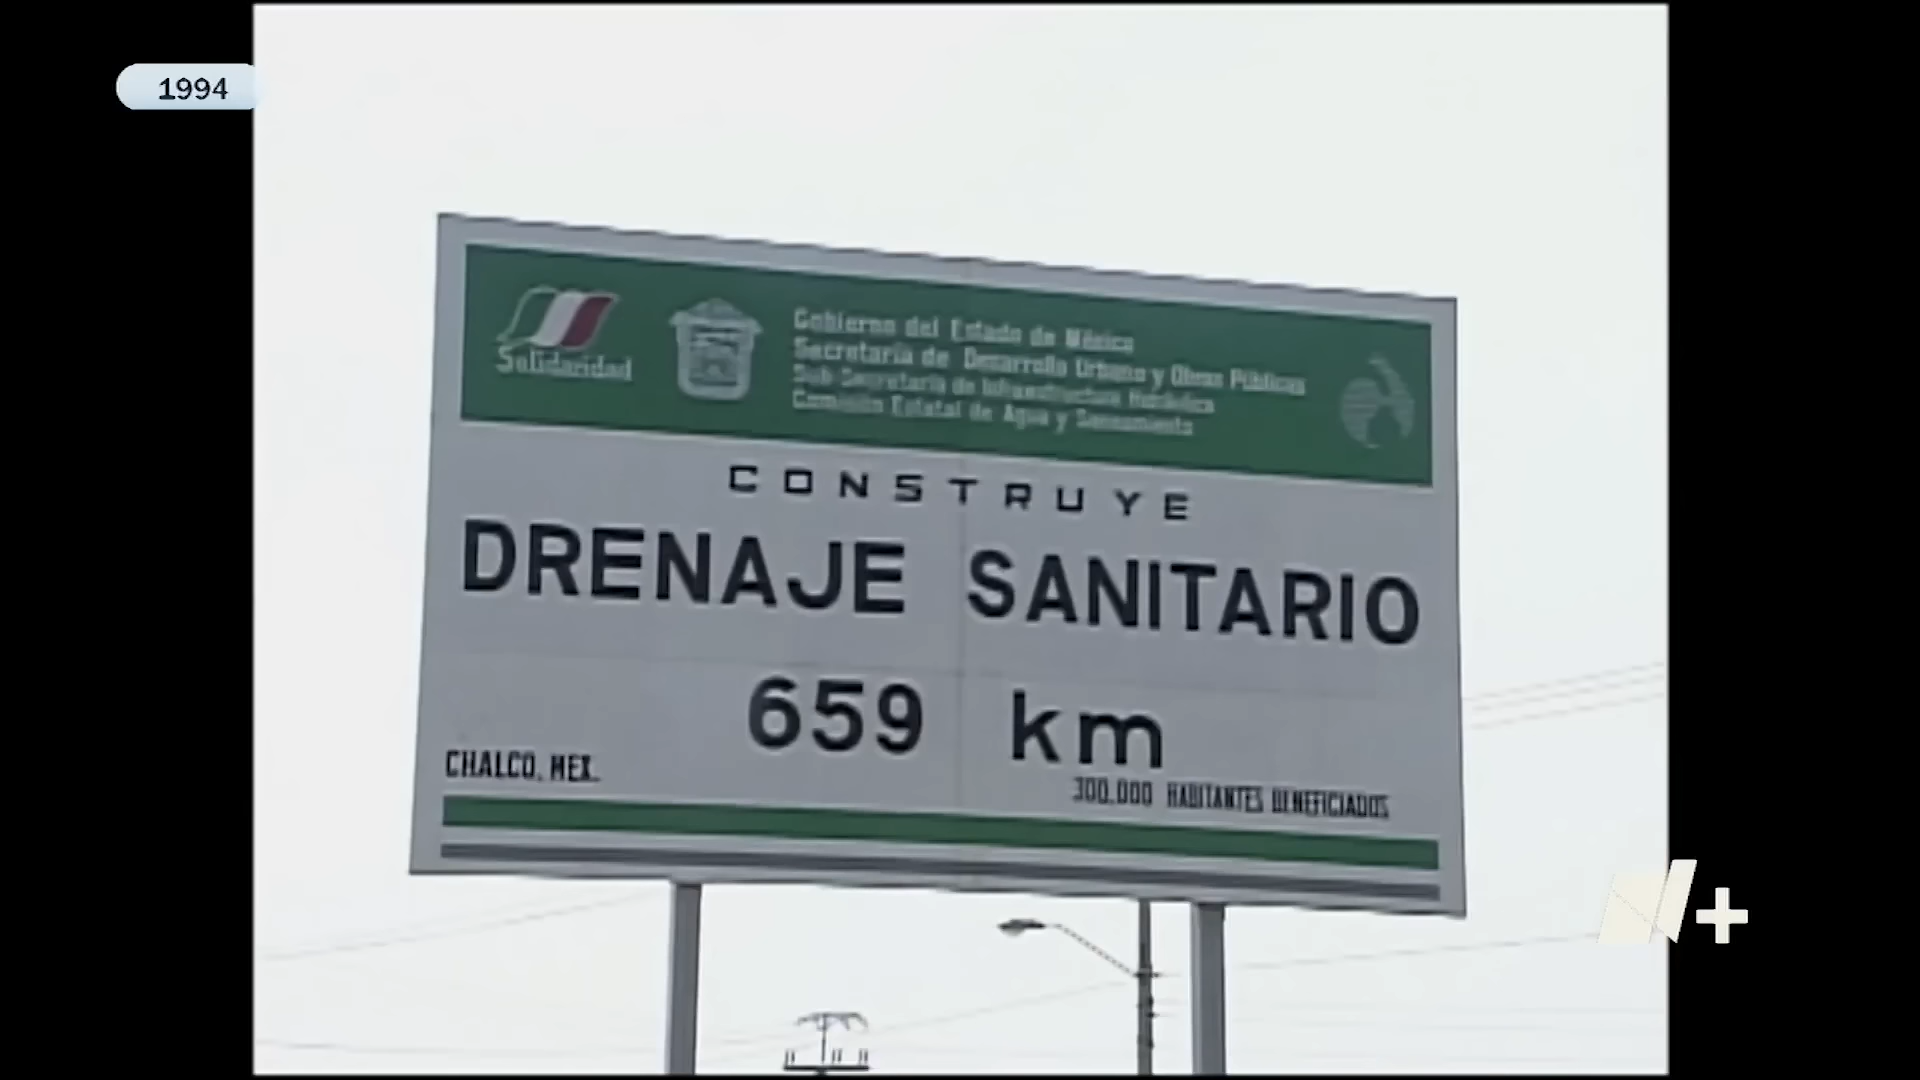 1994
Solidaridad
Gobierno del Estado de México
Secretaría de Desarrollo Urbano y Obras Públicas
Sub Secretaría de Infraestructura Hidráulica
Comisión Estatal de Agua y Saneamiento
CONSTRUYE
DRENAJE SANITARIO
659 km
CHALCO, MEX.
300,000 HABITANTES BENEFICIADOS
N+